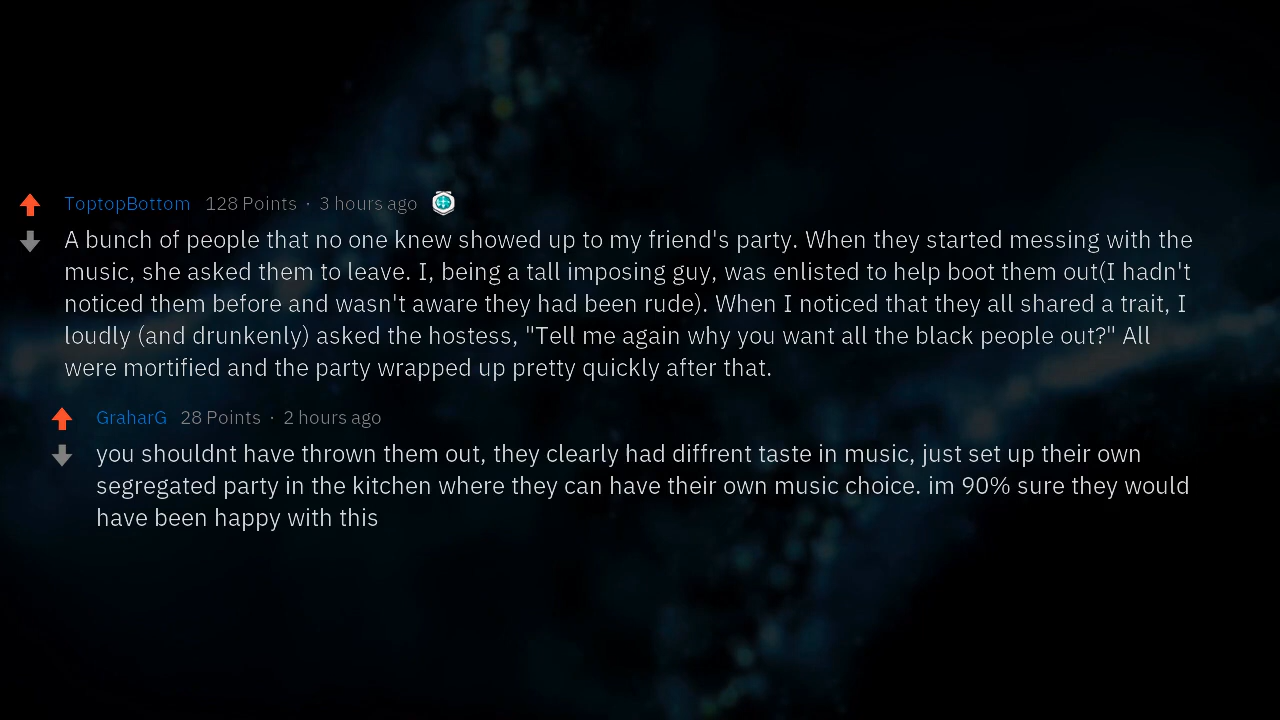 ToptopBottom 128 Points · 3 hours ago
A bunch of people that no one knew showed up to my friend's party. When they started messing with the
music, she asked them to leave. I, being a tall imposing guy, was enlisted to help boot them out(I hadn't
noticed them before and wasn't aware they had been rude). When I noticed that they all shared a trait, I
loudly (and drunkenly) asked the hostess, "Tell me again why you want all the black people out?" All
were mortified and the party wrapped up pretty quickly after that.
GraharG 28 Points · 2 hours ago
you shouldnt have thrown them out, they clearly had diffrent taste in music, just set up their own
segregated party in the kitchen where they can have their own music choice. im 90% sure they would
have been happy with this